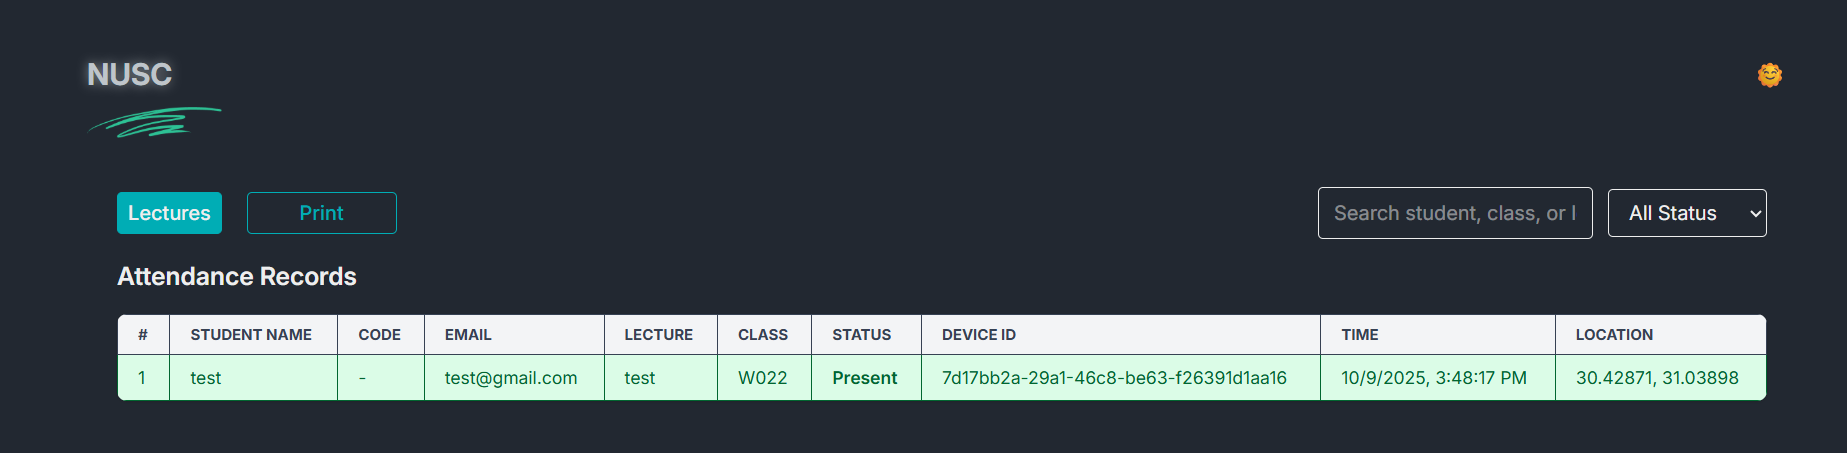 NUSC
Lectures Print Search student, class, or l All Status
Attendance Records
# STUDENT NAME CODE EMAIL LECTURE CLASS STATUS DEVICE ID TIME LOCATION
1 test - test@gmail.com test W022 Present 7d17bb2a-29a1-46c8-be63-f26391d1aa16 10/9/2025, 3:48:17 PM 30.42871, 31.03898